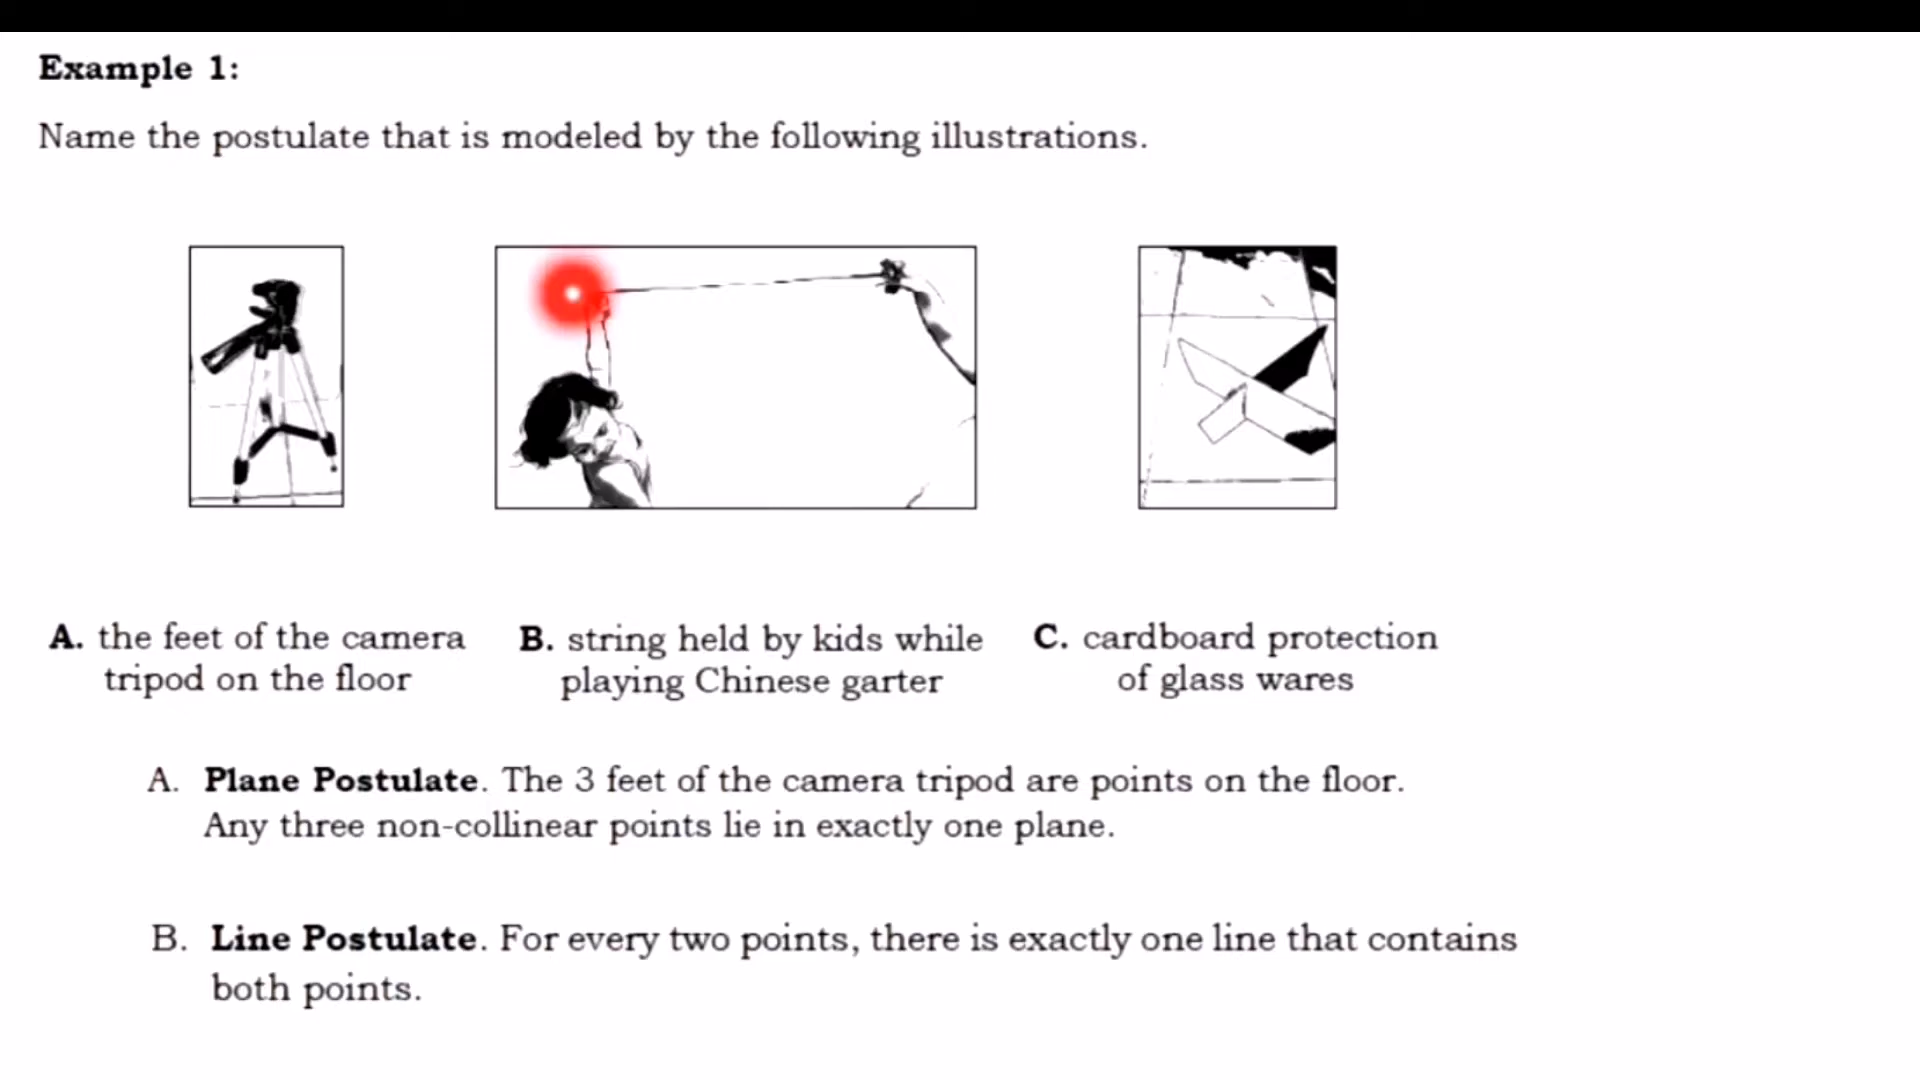 Example 1:
Name the postulate that is modeled by the following illustrations.
A. the feet of the camera
tripod on the floor
B. string held by kids while
playing Chinese garter
C. cardboard protection
of glass wares
A. Plane Postulate. The 3 feet of the camera tripod are points on the floor.
Any three non-collinear points lie in exactly one plane.
B. Line Postulate. For every two points, there is exactly one line that contains
both points.